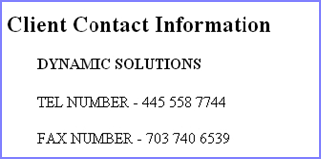 Client Contact Information
DYNAMIC SOLUTIONS
TEL NUMBER - 445 558 7744
FAX NUMBER - 703 740 6539